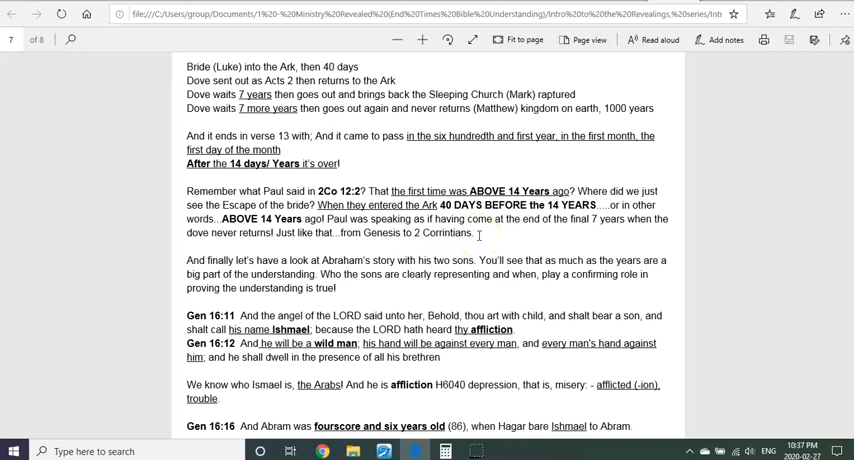 file:///C:/Users/group/Documents/1%20-%20Ministry%20Revealed%20(End%20Times%20Bible%20Understanding)/Intro%20to%20the%20Revealings,%20series/Intr
7 of 8 Fit to page Page view Read aloud Add notes
Bride (Luke) into the Ark, then 40 days
Dove sent out as Acts 2 then returns to the Ark
Dove waits 7 years then goes out and brings back the Sleeping Church (Mark) raptured
Dove waits 7 more years then goes out again and never returns (Matthew) kingdom on earth, 1000 years
And it ends in verse 13 with; And it came to pass in the six hundredth and first year, in the first month, the
first day of the month
After the 14 days/ Years it's over!
Remember what Paul said in 2Co 12:2? That the first time was ABOVE 14 Years ago? Where did we just
see the Escape of the bride? When they entered the Ark 40 DAYS BEFORE the 14 YEARS.....or in other
words...ABOVE 14 Years ago! Paul was speaking as if having come at the end of the final 7 years when the
dove never returns! Just like that...from Genesis to 2 Corrintians.
And finally let's have a look at Abraham's story with his two sons. You'll see that as much as the years are a
big part of the understanding. Who the sons are clearly representing and when, play a confirming role in
proving the understanding is true!
Gen 16:11 And the angel of the LORD said unto her, Behold, thou art with child, and shalt bear a son, and
shalt call his name Ishmael; because the LORD hath heard thy affliction.
Gen 16:12 And he will be a wild man; his hand will be against every man, and every man's hand against
him; and he shall dwell in the presence of all his brethren
We know who Ismael is, the Arabs! And he is affliction H6040 depression, that is, misery: - afflicted (-ion),
trouble.
Gen 16:16 And Abram was fourscore and six years old (86), when Hagar bare Ishmael to Abram.
Type here to search
ENG
10:37 PM
2020-02-27